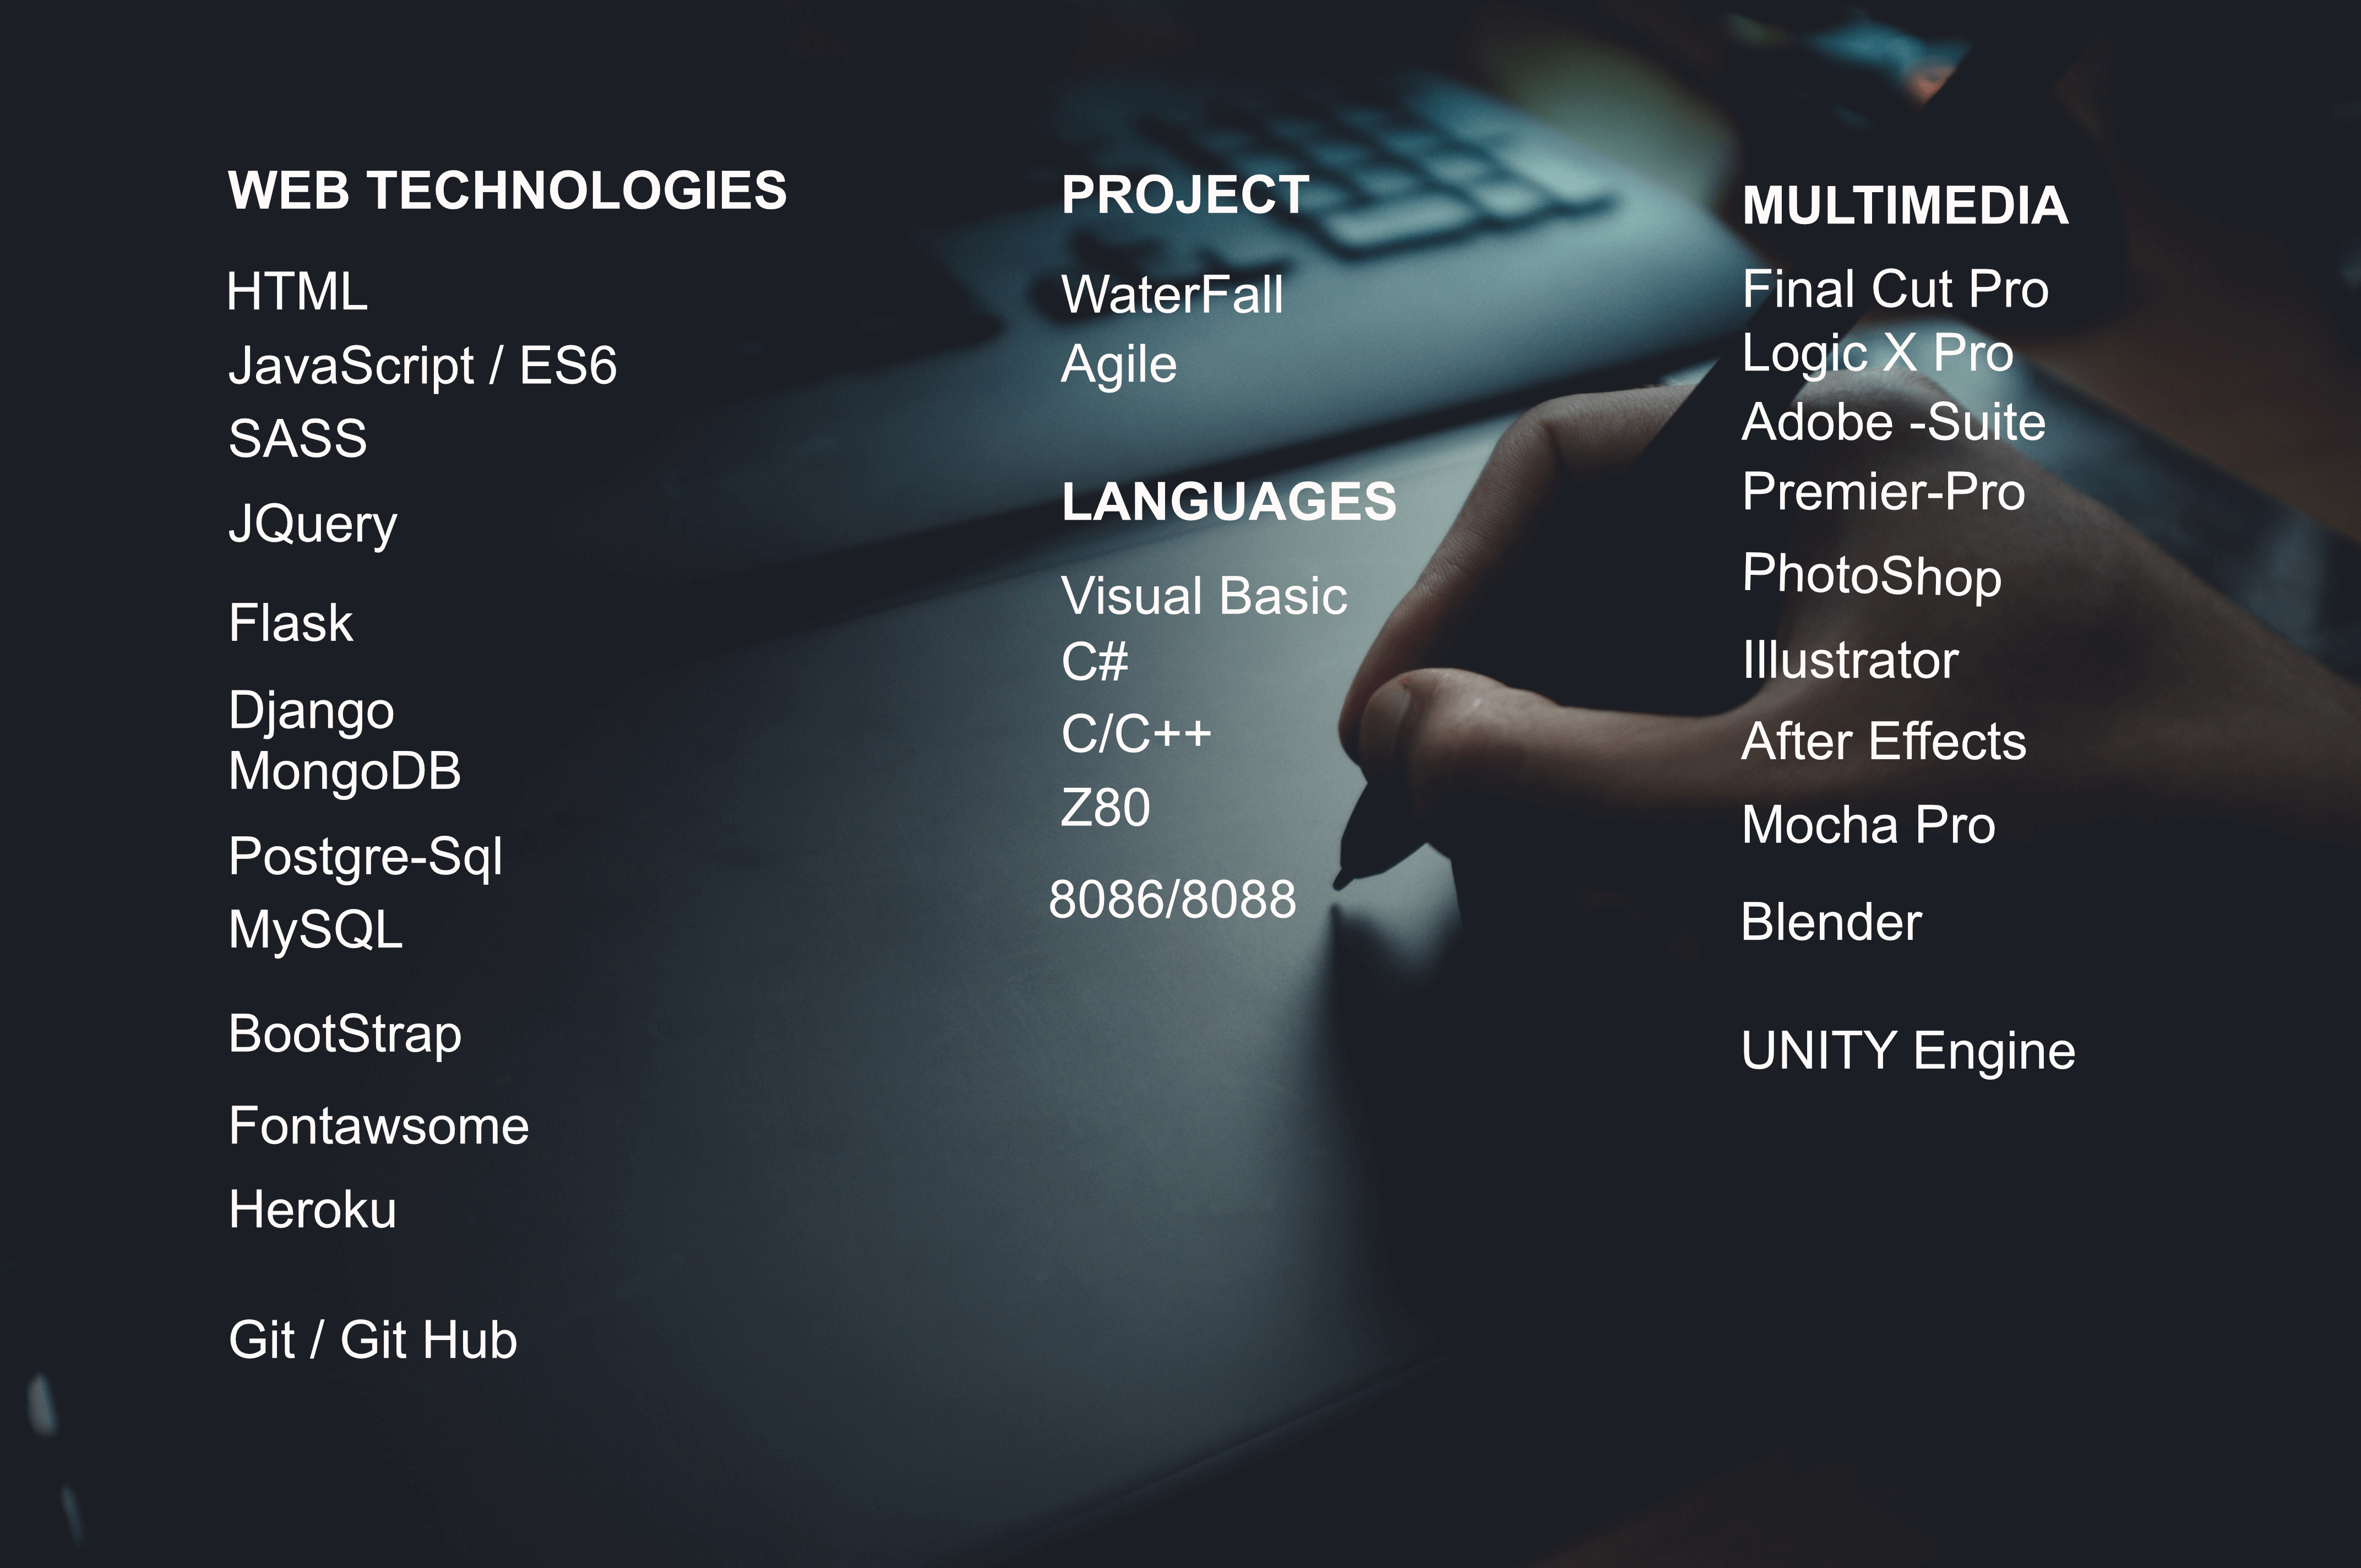 WEB TECHNOLOGIES
HTML
JavaScript / ES6
SASS
JQuery
Flask
Django
MongoDB
Postgre-Sql
MySQL
BootStrap
Fontawsome
Heroku
Git / Git Hub
PROJECT
WaterFall
Agile
LANGUAGES
Visual Basic
C#
C/C++
Z80
8086/8088
MULTIMEDIA
Final Cut Pro
Logic X Pro
Adobe -Suite
Premier-Pro
PhotoShop
Illustrator
After Effects
Mocha Pro
Blender
UNITY Engine